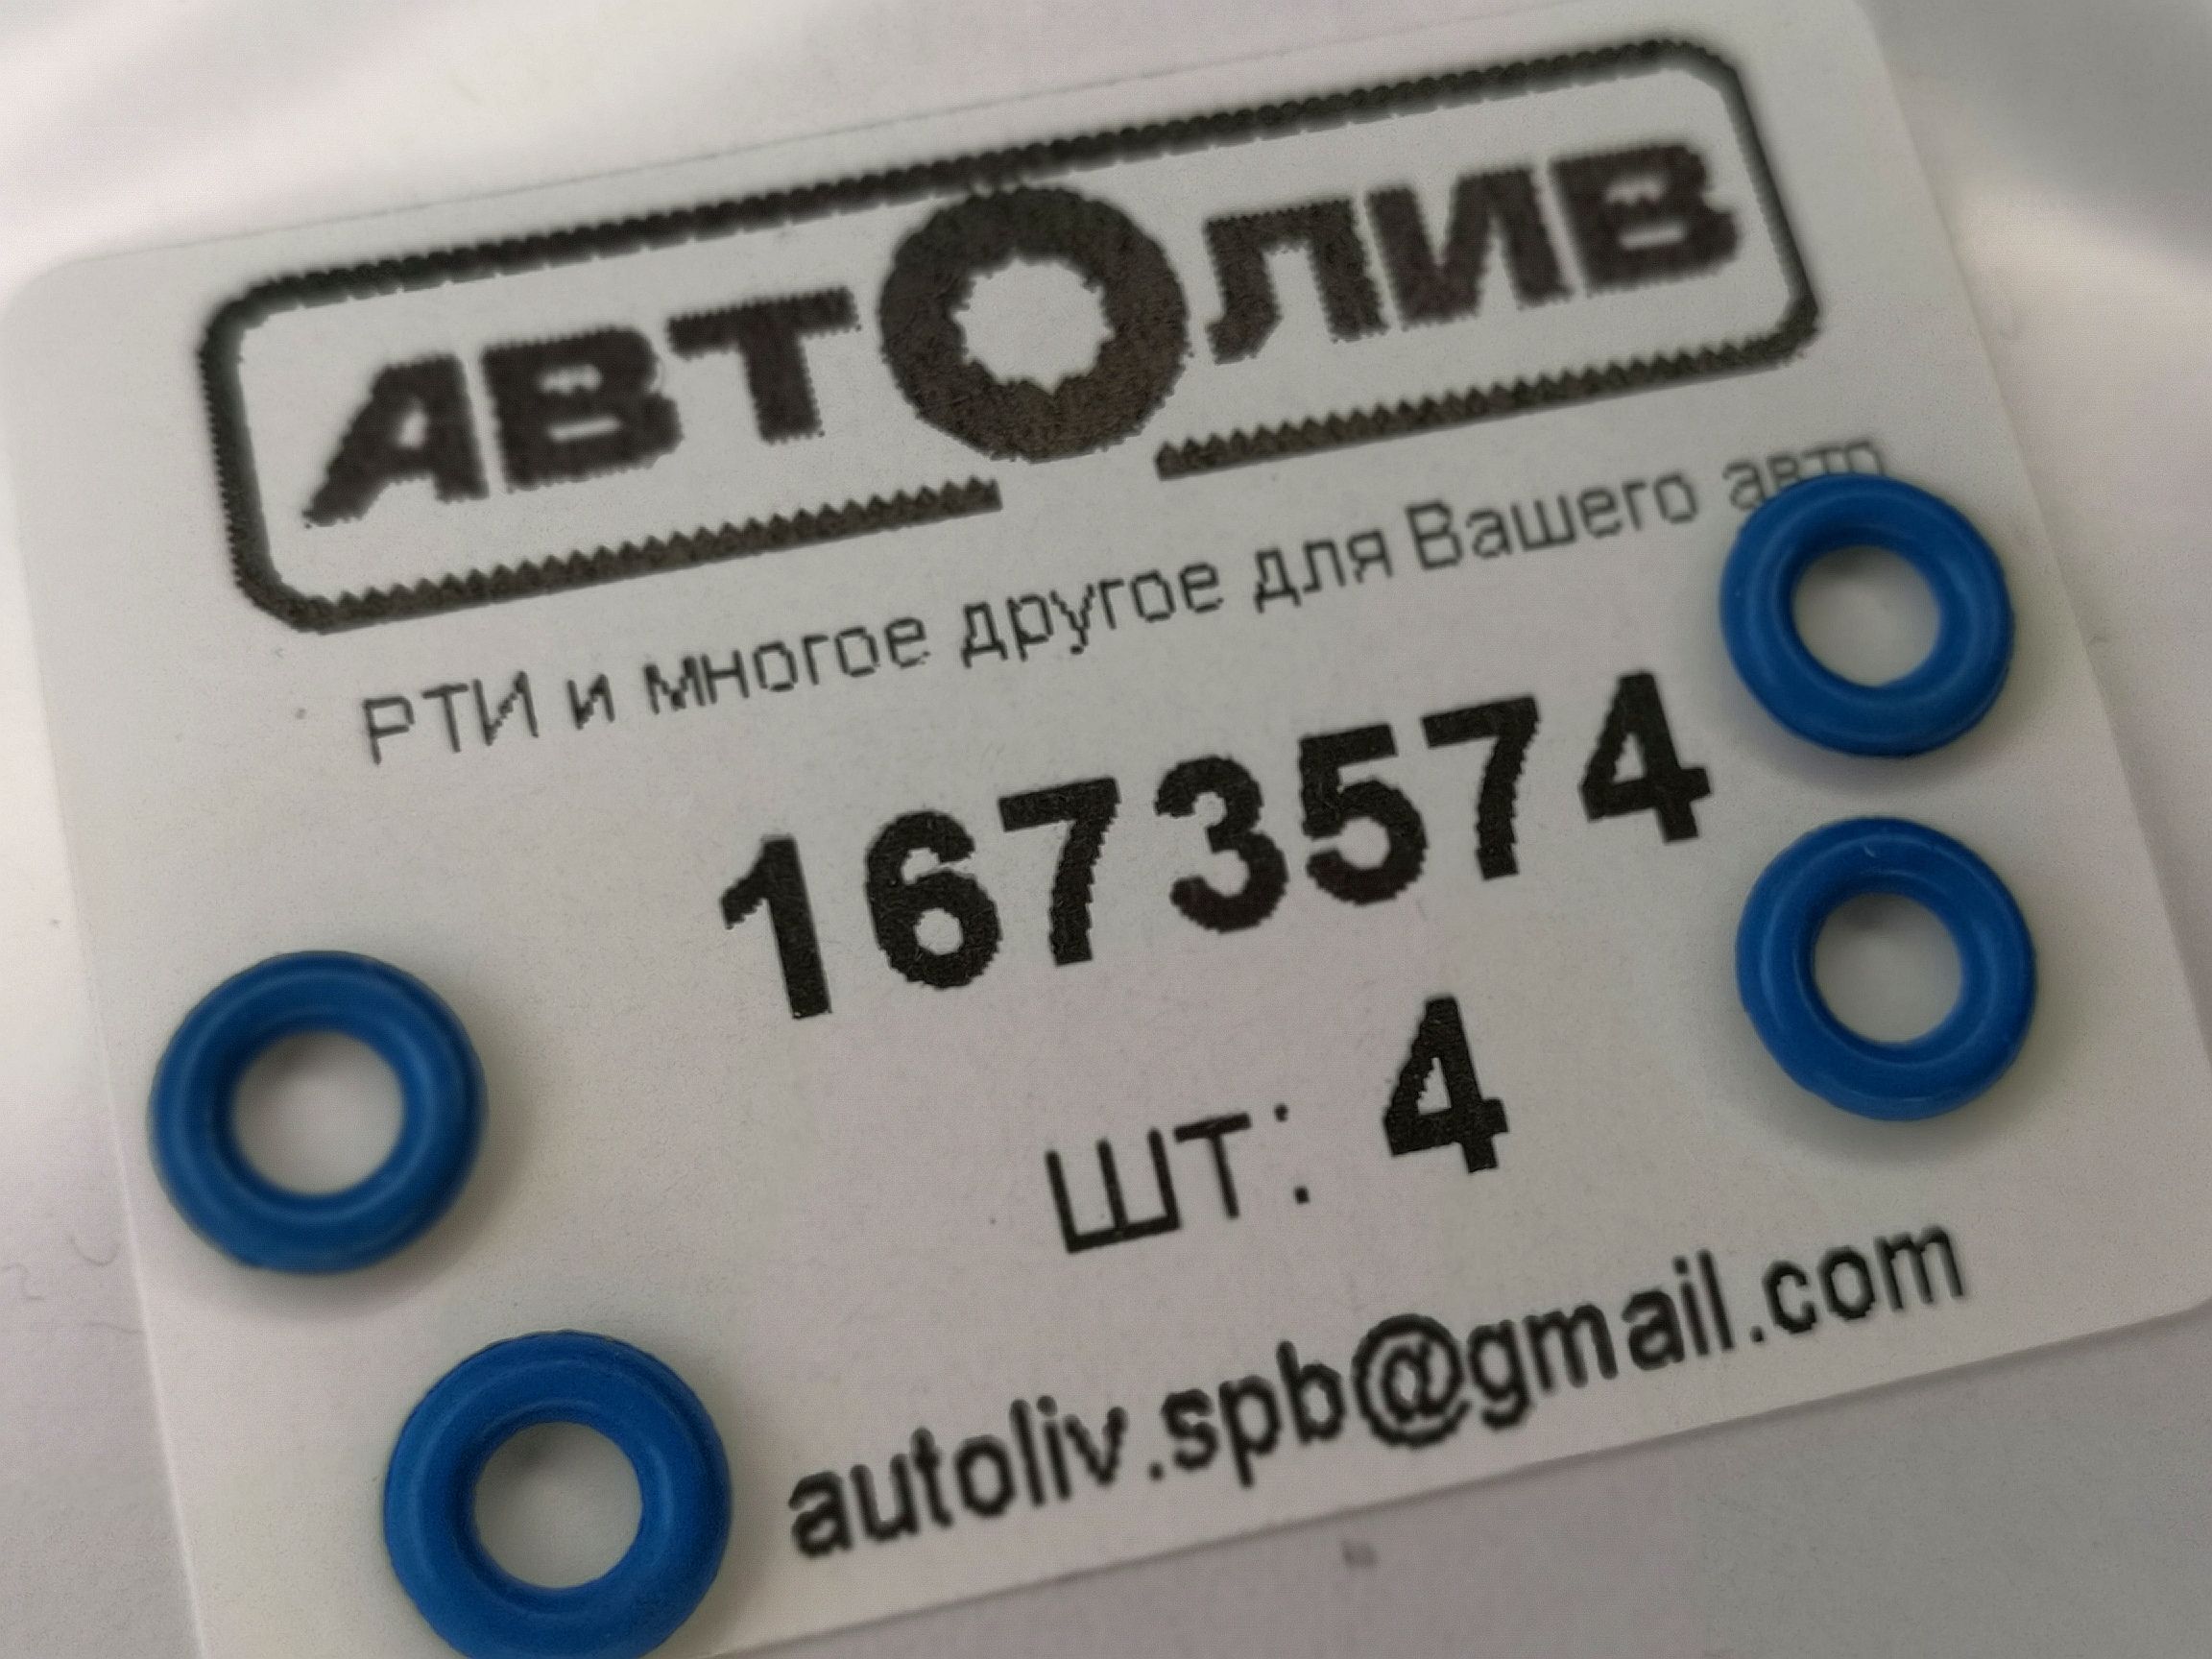 АВТОЛИВ
РТИ и многое другое для Вашего авто
1673574
шт: 4
autoliv.spb@gmail.com